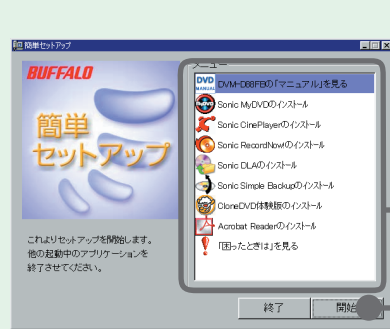 簡単セットアップ
BUFFALO
簡単
セットアップ
これよりセットアップを開始します。
他の起動中のアプリケーションを
終了させてください。
メニュー
DVD MANUAL DVM-D88FBの「マニュアル」を見る
Sonic MyDVDのインストール
Sonic CinePlayerのインストール
Sonic RecordNow!のインストール
Sonic DLAのインストール
Sonic Simple Backupのインストール
CloneDVD体験版のインストール
Acrobat Readerのインストール
「困ったときは」を見る
終了
開始